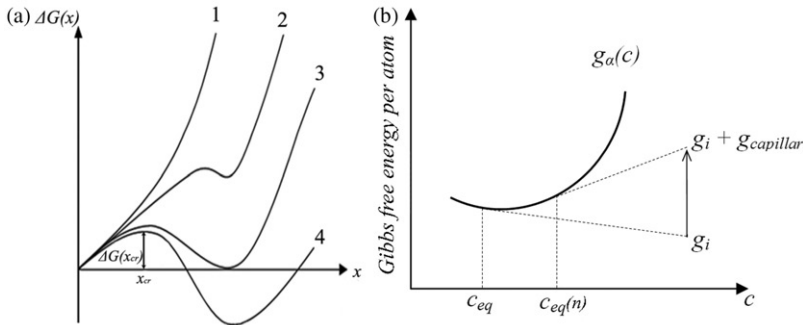 (a)
ΔG(x)
1
2
3
4
ΔG(x_cr)
x_cr
x
(b)
Gibbs free energy per atom
g_α(c)
g_i + g_capillar
g_i
c_eq
c_eq(n)
c